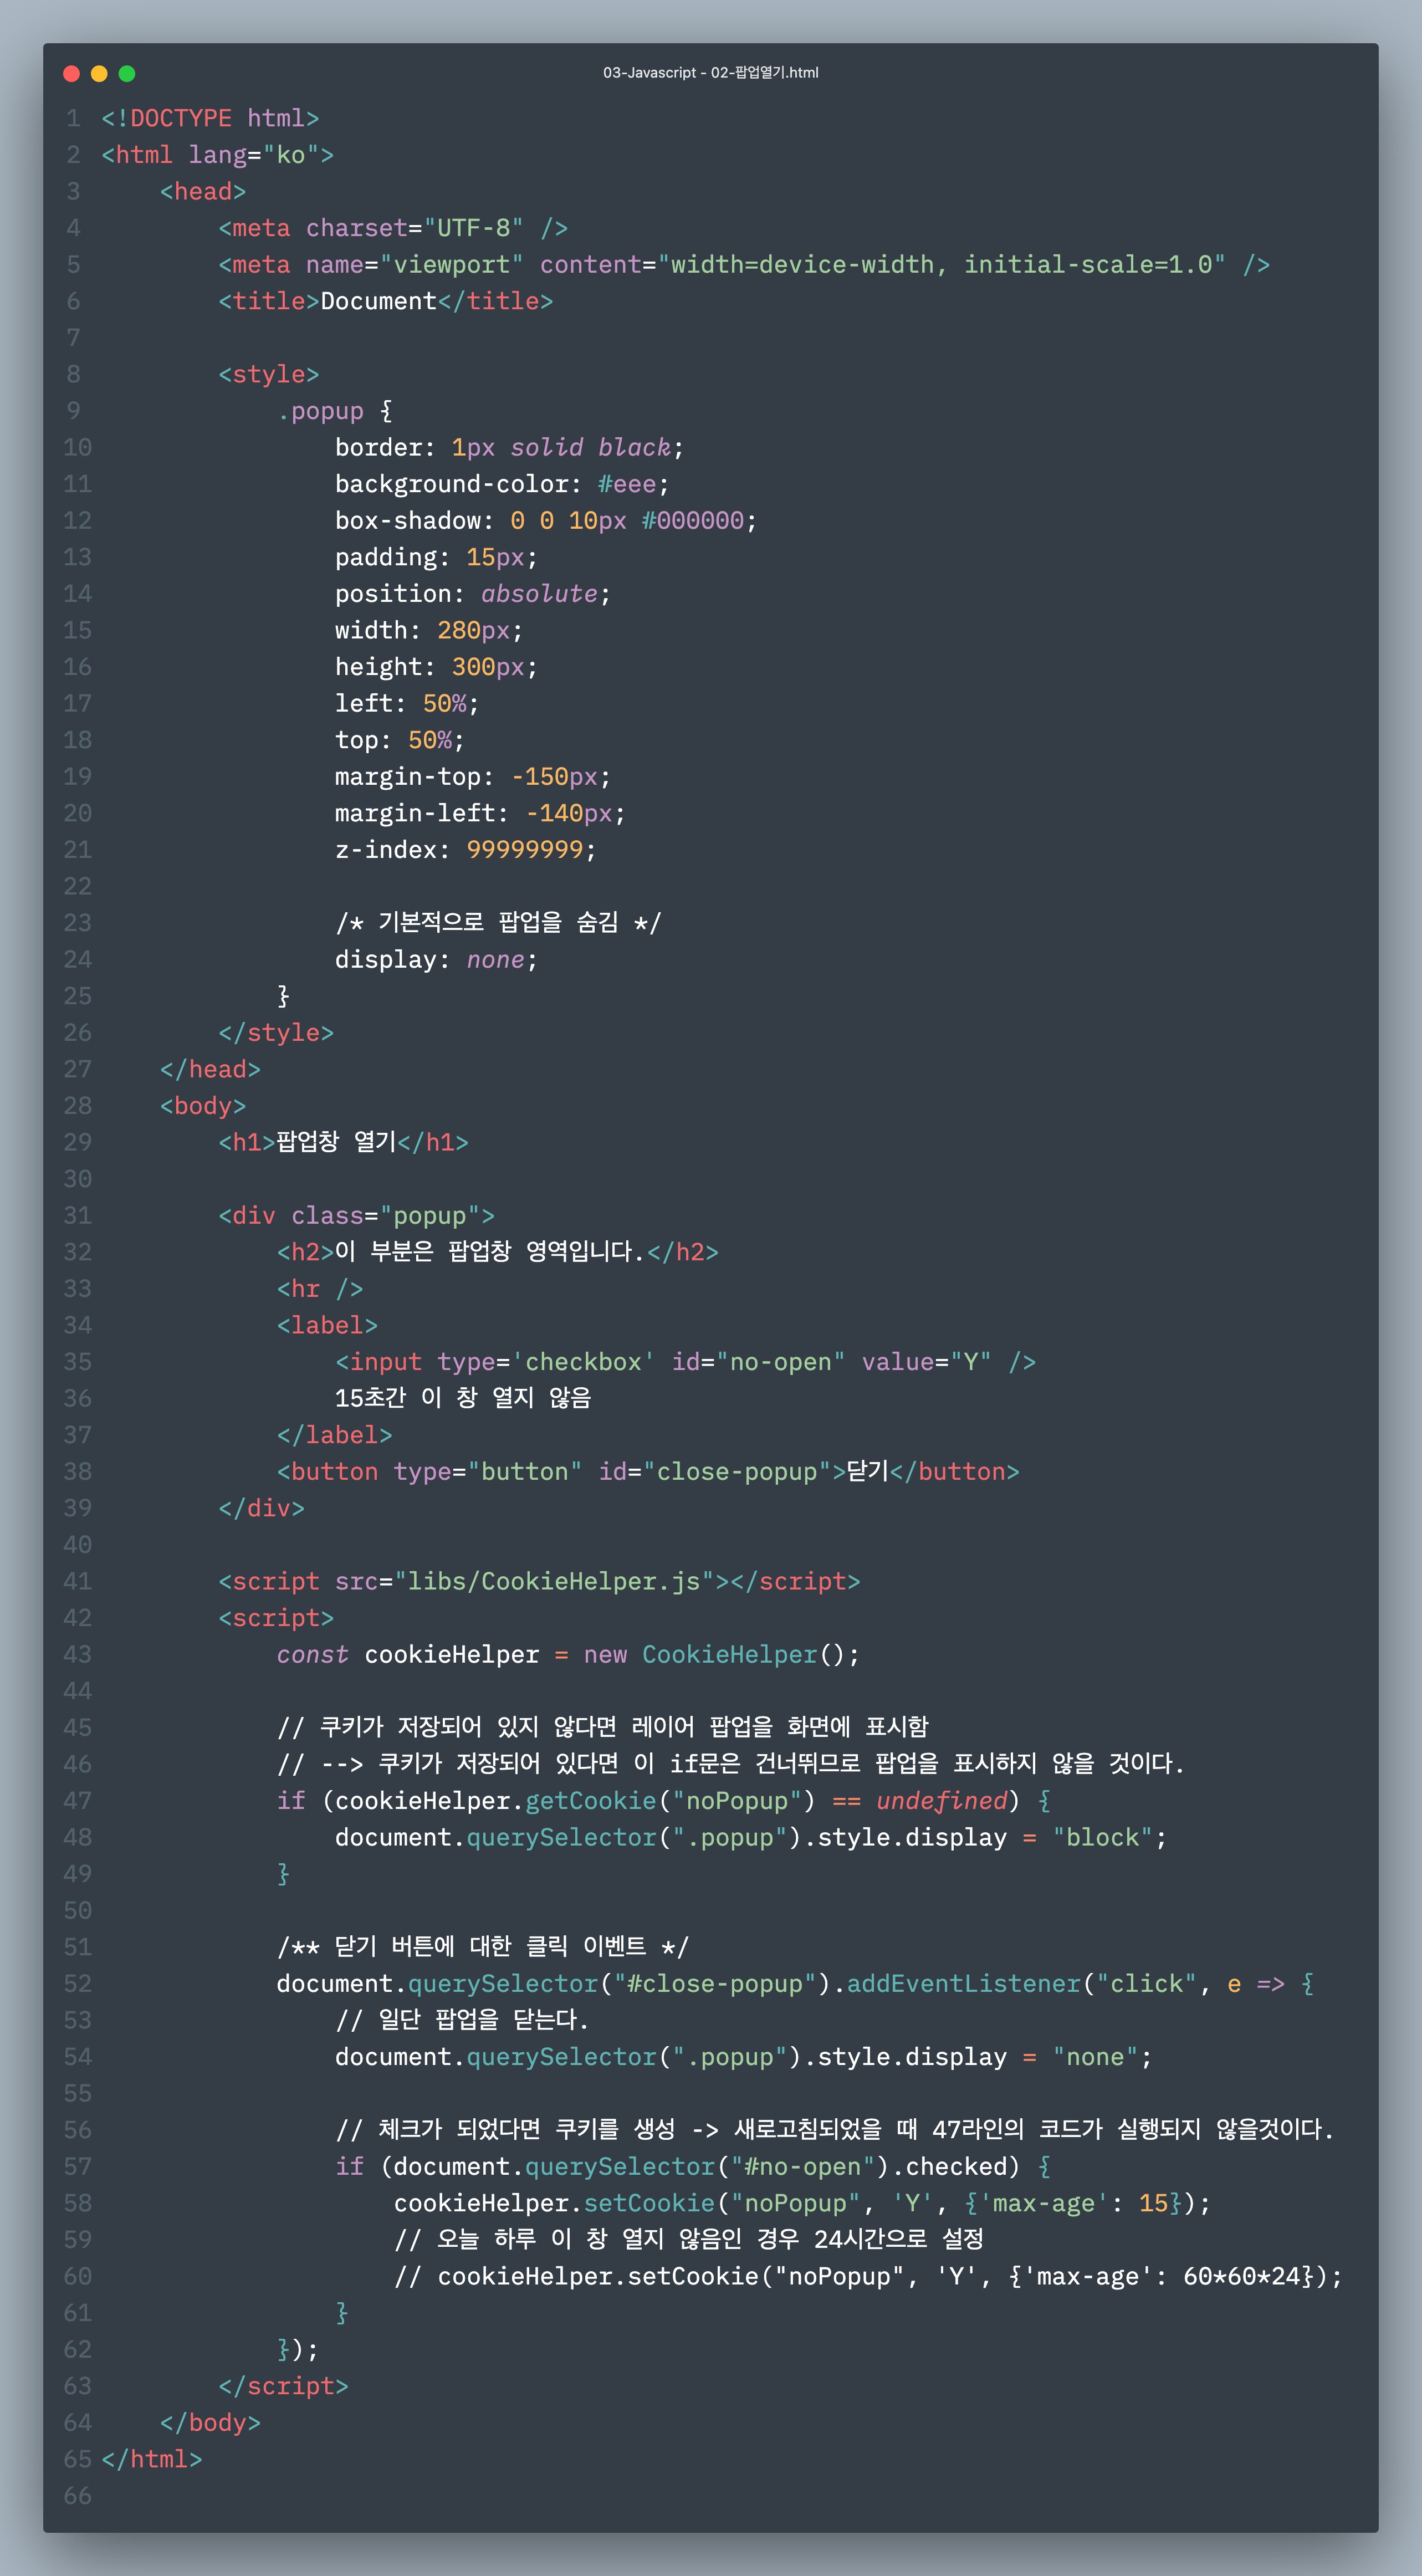 03-Javascript - 02-팝업열기.html
1 <!DOCTYPE html>
2 <html lang="ko">
3     <head>
4         <meta charset="UTF-8" />
5         <meta name="viewport" content="width=device-width, initial-scale=1.0" />
6         <title>Document</title>
7
8         <style>
9             .popup {
10                 border: 1px solid black;
11                 background-color: #eee;
12                 box-shadow: 0 0 10px #000000;
13                 padding: 15px;
14                 position: absolute;
15                 width: 280px;
16                 height: 300px;
17                 left: 50%;
18                 top: 50%;
19                 margin-top: -150px;
20                 margin-left: -140px;
21                 z-index: 99999999;
22
23                 /* 기본적으로 팝업을 숨김 */
24                 display: none;
25             }
26         </style>
27     </head>
28     <body>
29         <h1>팝업창 열기</h1>
30
31         <div class="popup">
32             <h2>이 부분은 팝업창 영역입니다.</h2>
33             <hr />
34             <label>
35                 <input type='checkbox' id="no-open" value="Y" />
36                 15초간 이 창 열지 않음
37             </label>
38             <button type="button" id="close-popup">닫기</button>
39         </div>
40
41         <script src="libs/CookieHelper.js"></script>
42         <script>
43             const cookieHelper = new CookieHelper();
44
45             // 쿠키가 저장되어 있지 않다면 레이어 팝업을 화면에 표시함
46             // --> 쿠키가 저장되어 있다면 이 if문은 건너뛰므로 팝업을 표시하지 않을 것이다.
47             if (cookieHelper.getCookie("noPopup") == undefined) {
48                 document.querySelector(".popup").style.display = "block";
49             }
50
51             /** 닫기 버튼에 대한 클릭 이벤트 */
52             document.querySelector("#close-popup").addEventListener("click", e => {
53                 // 일단 팝업을 닫는다.
54                 document.querySelector(".popup").style.display = "none";
55
56                 // 체크가 되었다면 쿠키를 생성 -> 새로고침되었을 때 47라인의 코드가 실행되지 않을것이다.
57                 if (document.querySelector("#no-open").checked) {
58                     cookieHelper.setCookie("noPopup", 'Y', {'max-age': 15});
59                     // 오늘 하루 이 창 열지 않음인 경우 24시간으로 설정
60                     // cookieHelper.setCookie("noPopup", 'Y', {'max-age': 60*60*24});
61                 }
62             });
63         </script>
64     </body>
65 </html>
66